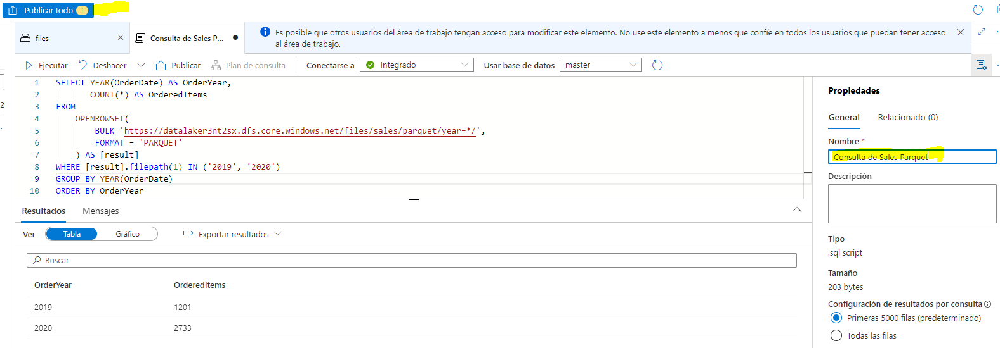 Publicar todo 1
files
Consulta de Sales P...
Es posible que otros usuarios del área de trabajo tengan acceso para modificar este elemento. No use este elemento a menos que confíe en todos los usuarios que puedan tener acceso
al área de trabajo.
Ejecutar Deshacer Publicar Plan de consulta Conectarse a Integrado Usar base de datos master
2
1 SELECT YEAR(OrderDate) AS OrderYear,
2 COUNT(*) AS OrderedItems
3 FROM
4 OPENROWSET(
5 BULK 'https://datalaker3nt2sx.dfs.core.windows.net/files/sales/parquet/year=*/',
6 FORMAT = 'PARQUET'
7 ) AS [result]
8 WHERE [result].filepath(1) IN ('2019', '2020')
9 GROUP BY YEAR(OrderDate)
10 ORDER BY OrderYear
Resultados Mensajes
Ver Tabla Gráfico Exportar resultados
Buscar
OrderYear OrderedItems
2019 1201
2020 2733
Propiedades
General Relacionado (0)
Nombre *
Consulta de Sales Parquet
Descripción
Tipo
.sql script
Tamaño
203 bytes
Configuración de resultados por consulta
Primeras 5000 filas (predeterminado)
Todas las filas